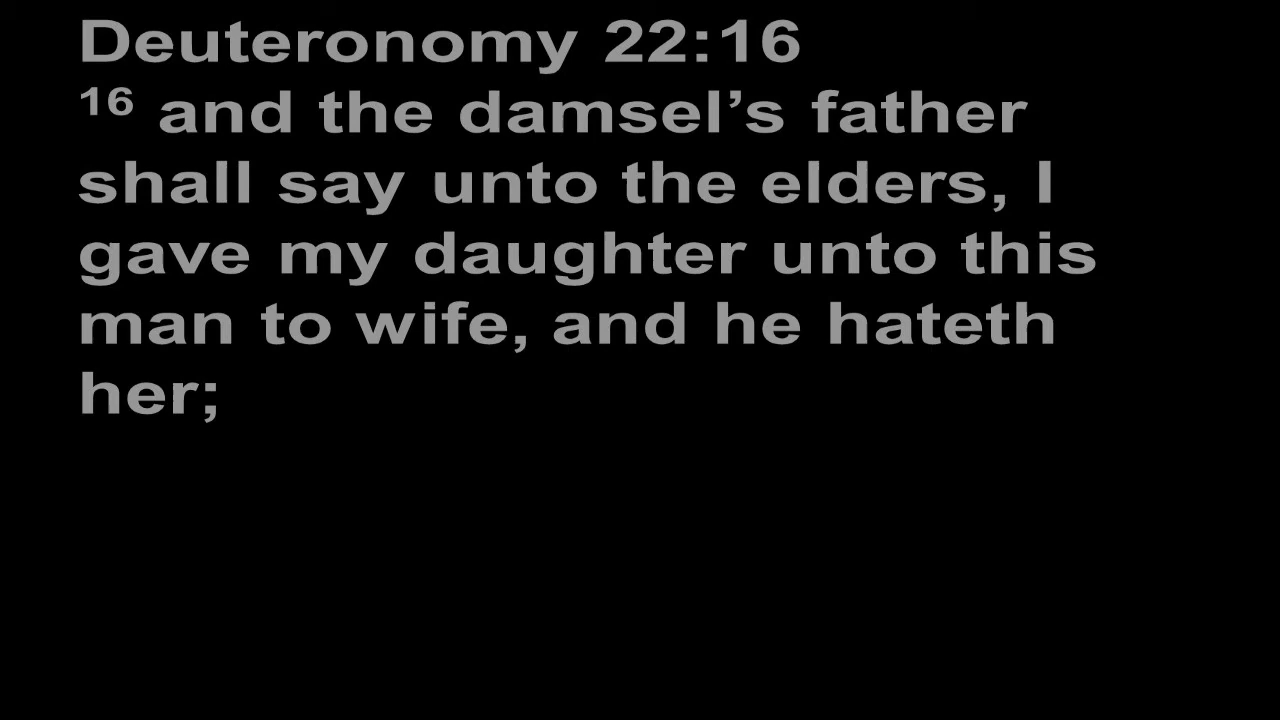 Deuteronomy 22:16
16 and the damsel’s father
shall say unto the elders, I
gave my daughter unto this
man to wife, and he hateth
her;